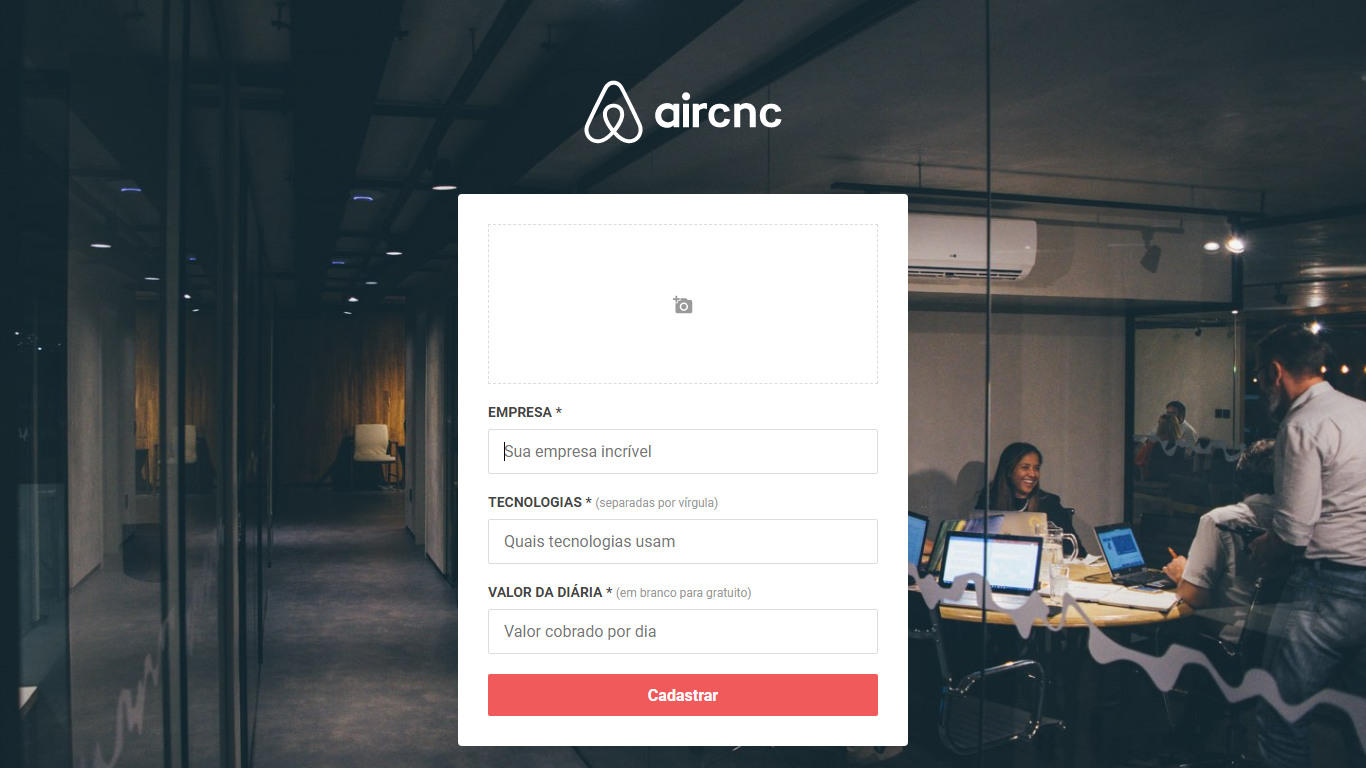 aircnc
EMPRESA *
Sua empresa incrível
TECNOLOGIAS * (separadas por vírgula)
Quais tecnologias usam
VALOR DA DIÁRIA * (em branco para gratuito)
Valor cobrado por dia
Cadastrar